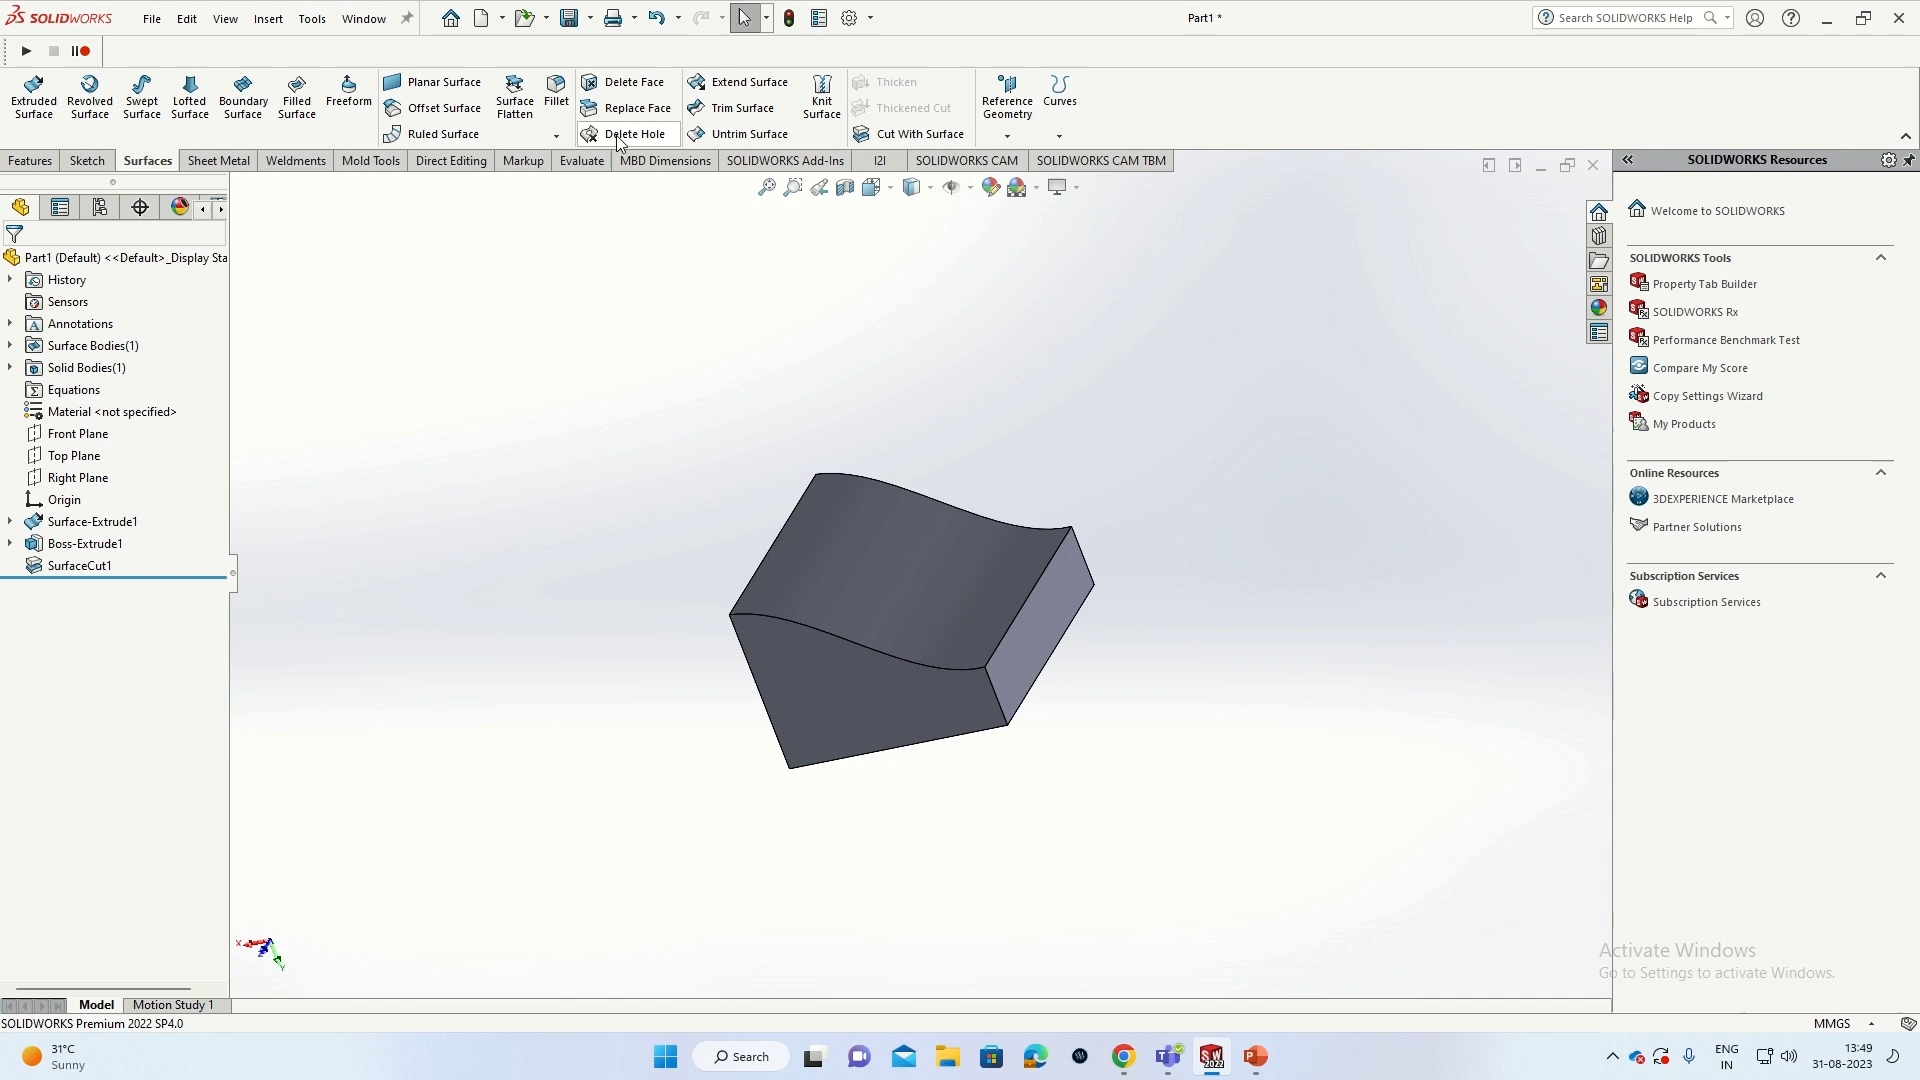 SOLIDWORKS File Edit View Insert Tools Window Part1 * Search SOLIDWORKS Help
Extruded Surface
Revolved Surface
Swept Surface
Lofted Surface
Boundary Surface
Filled Surface
Freeform
Planar Surface
Offset Surface
Ruled Surface
Surface Flatten
Fillet
Delete Face
Replace Face
Delete Hole
Extend Surface
Trim Surface
Untrim Surface
Knit Surface
Thicken
Thickened Cut
Cut With Surface
Reference Geometry
Curves
Features Sketch Surfaces Sheet Metal Weldments Mold Tools Direct Editing Markup Evaluate MBD Dimensions SOLIDWORKS Add-Ins I2I SOLIDWORKS CAM SOLIDWORKS CAM TBM
Part1 (Default) <<Default>_Display Sta
History
Sensors
Annotations
Surface Bodies(1)
Solid Bodies(1)
Equations
Material <not specified>
Front Plane
Top Plane
Right Plane
Origin
Surface-Extrude1
Boss-Extrude1
SurfaceCut1
X
Y
Z
SOLIDWORKS Resources
Welcome to SOLIDWORKS
SOLIDWORKS Tools
Property Tab Builder
SOLIDWORKS Rx
Performance Benchmark Test
Compare My Score
Copy Settings Wizard
My Products
Online Resources
3DEXPERIENCE Marketplace
Partner Solutions
Subscription Services
Subscription Services
Activate Windows
Go to Settings to activate Windows.
Model Motion Study 1
SOLIDWORKS Premium 2022 SP4.0 MMGS
31°C
Sunny
Search
ENG
IN
13:49
31-08-2023